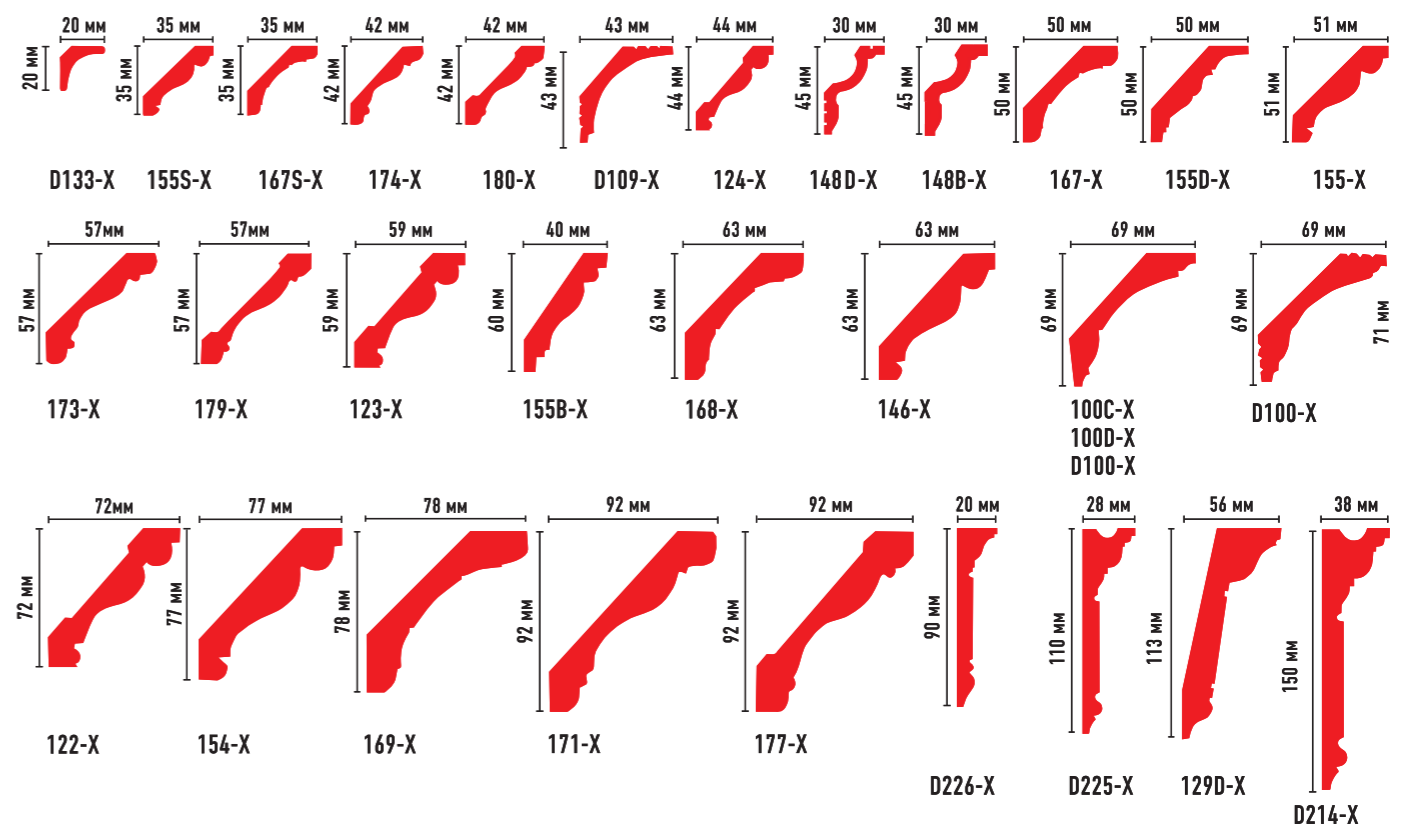 20 мм 35 мм 35 мм 42 мм 42 мм 43 мм 44 мм 30 мм 30 мм 50 мм 50 мм 51 мм
20 мм 35 мм 35 мм 42 мм 42 мм 43 мм 44 мм 45 мм 45 мм 50 мм 50 мм 51 мм
D133-X 155S-X 167S-X 174-X 180-X D109-X 124-X 148D-X 148B-X 167-X 155D-X 155-X
57мм 57мм 59 мм 40 мм 63 мм 63 мм 69 мм 69 мм
57 мм 57 мм 59 мм 60 мм 63 мм 63 мм 69 мм 69 мм 71 мм
173-X 179-X 123-X 155B-X 168-X 146-X 100C-X D100-X
100D-X
D100-X
72мм 77 мм 78 мм 92 мм 92 мм 20 мм 28 мм 56 мм 38 мм
72 мм 77 мм 78 мм 92 мм 92 мм 90 мм 110 мм 113 мм 150 мм
122-X 154-X 169-X 171-X 177-X
D226-X D225-X 129D-X
D214-X